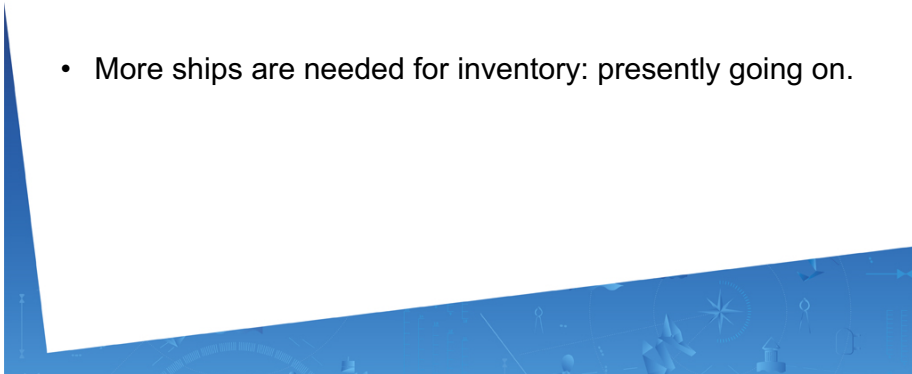 • More ships are needed for inventory: presently going on.